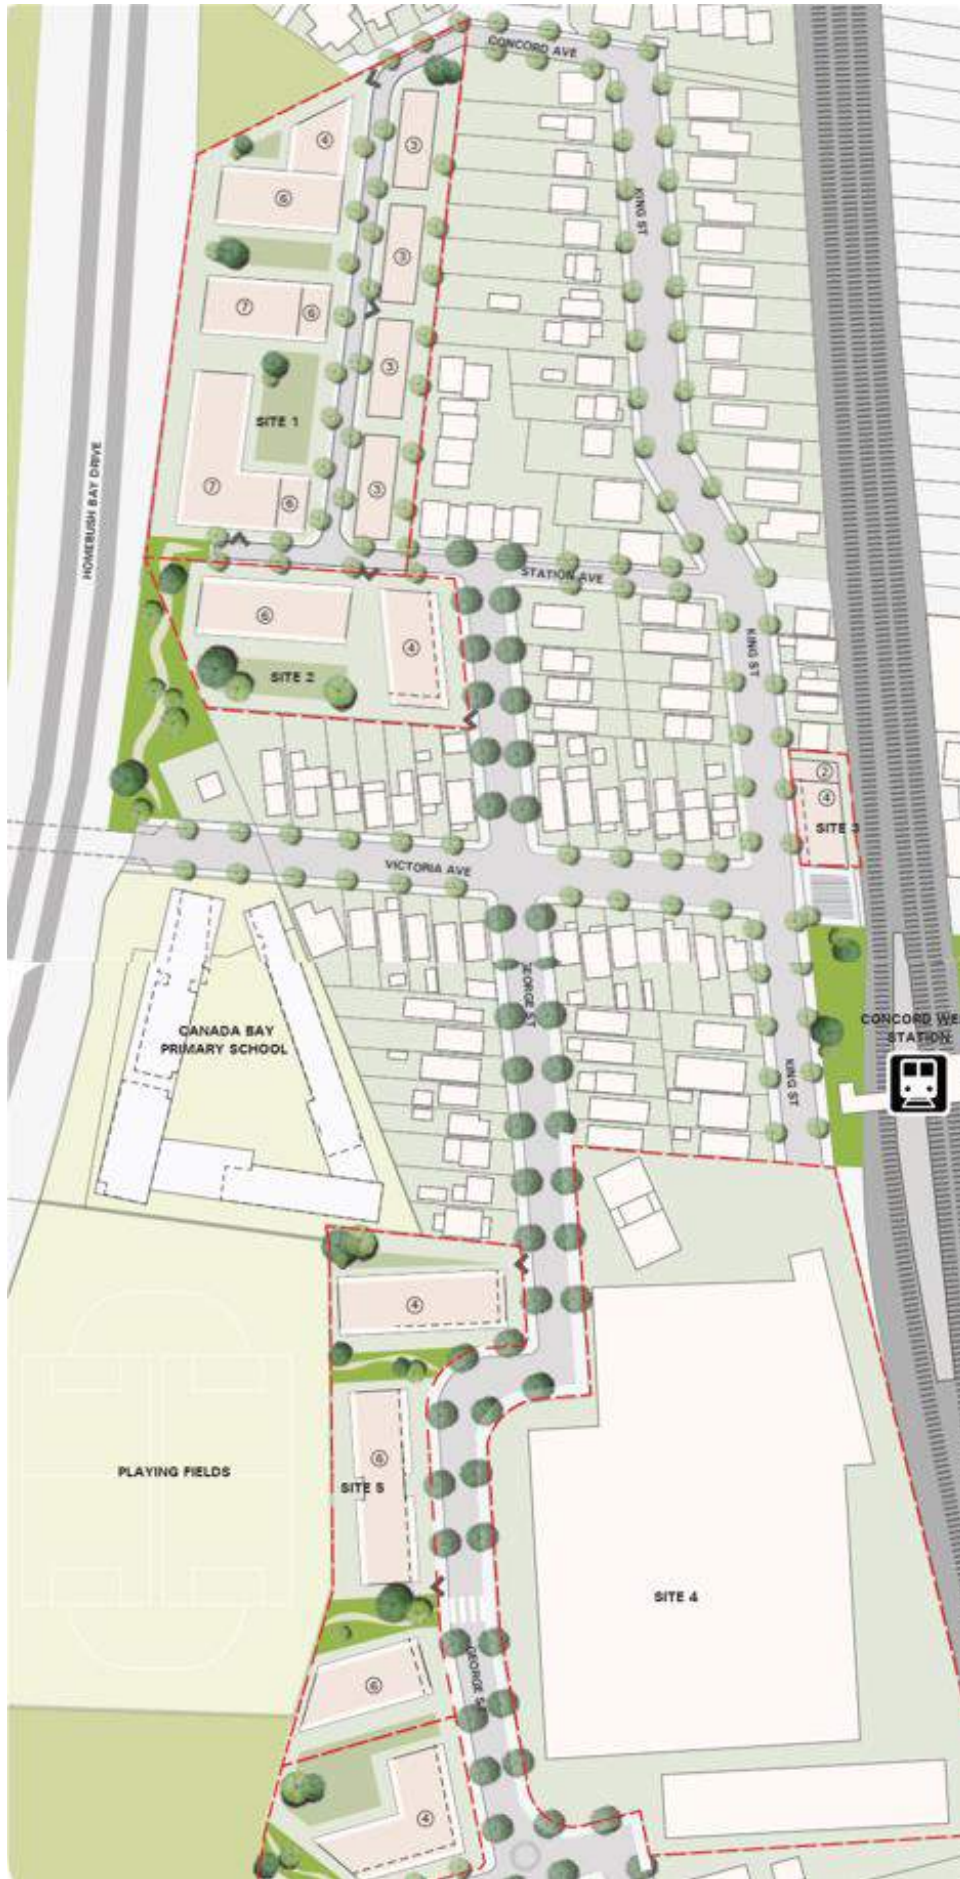 CONCORD AVE
④
③
⑥
KING ST
③
⑦
⑥
③
SITE 1
HOMEBUSH BAY DRIVE
⑦
⑥
③
STATION AVE
⑥
④
KING ST
SITE 2
②
④
SITE 3
VICTORIA AVE
GEORGE ST
CANADA BAY
PRIMARY SCHOOL
CONCORD WE
STATION
KING ST
④
⑥
PLAYING FIELDS
SITE 5
SITE 4
GEORGE ST
⑥
④